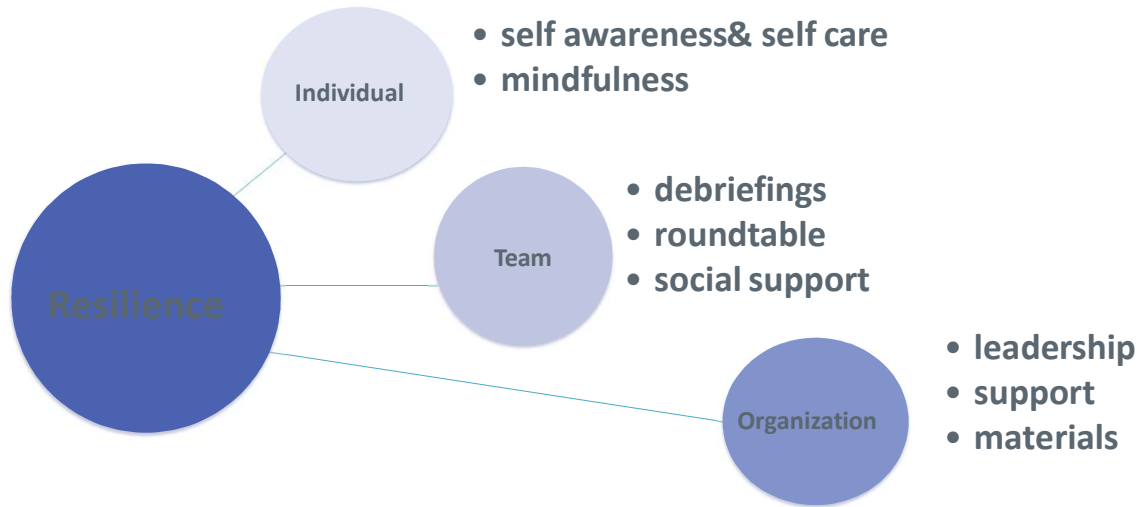 Resilience
Individual
• self awareness& self care
• mindfulness
Team
• debriefings
• roundtable
• social support
Organization
• leadership
• support
• materials